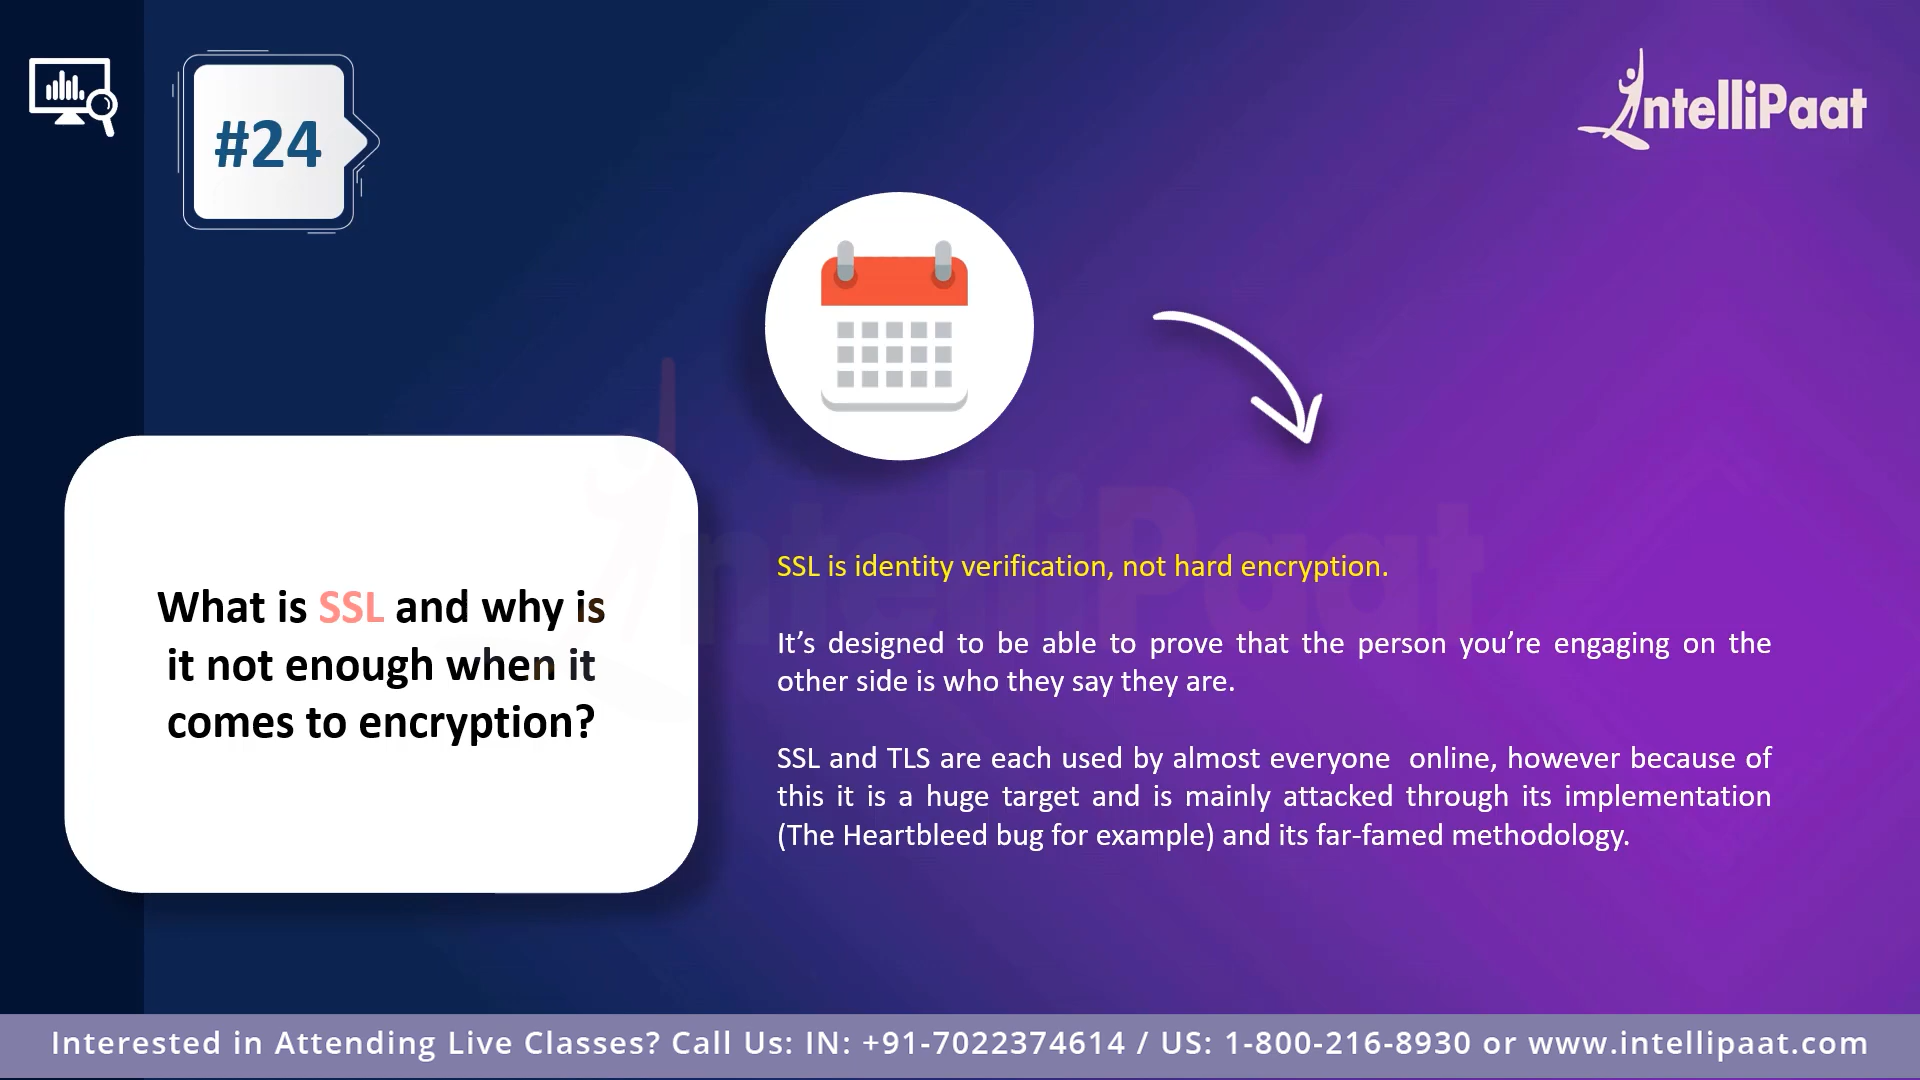 #24
IntelliPaat
What is SSL and why is
it not enough when it
comes to encryption?
SSL is identity verification, not hard encryption.
It’s designed to be able to prove that the person you’re engaging on the
other side is who they say they are.
SSL and TLS are each used by almost everyone  online, however because of
this it is a huge target and is mainly attacked through its implementation
(The Heartbleed bug for example) and its far-famed methodology.
IntelliPaat
Interested in Attending Live Classes? Call Us: IN: +91-7022374614 / US: 1-800-216-8930 or www.intellipaat.com